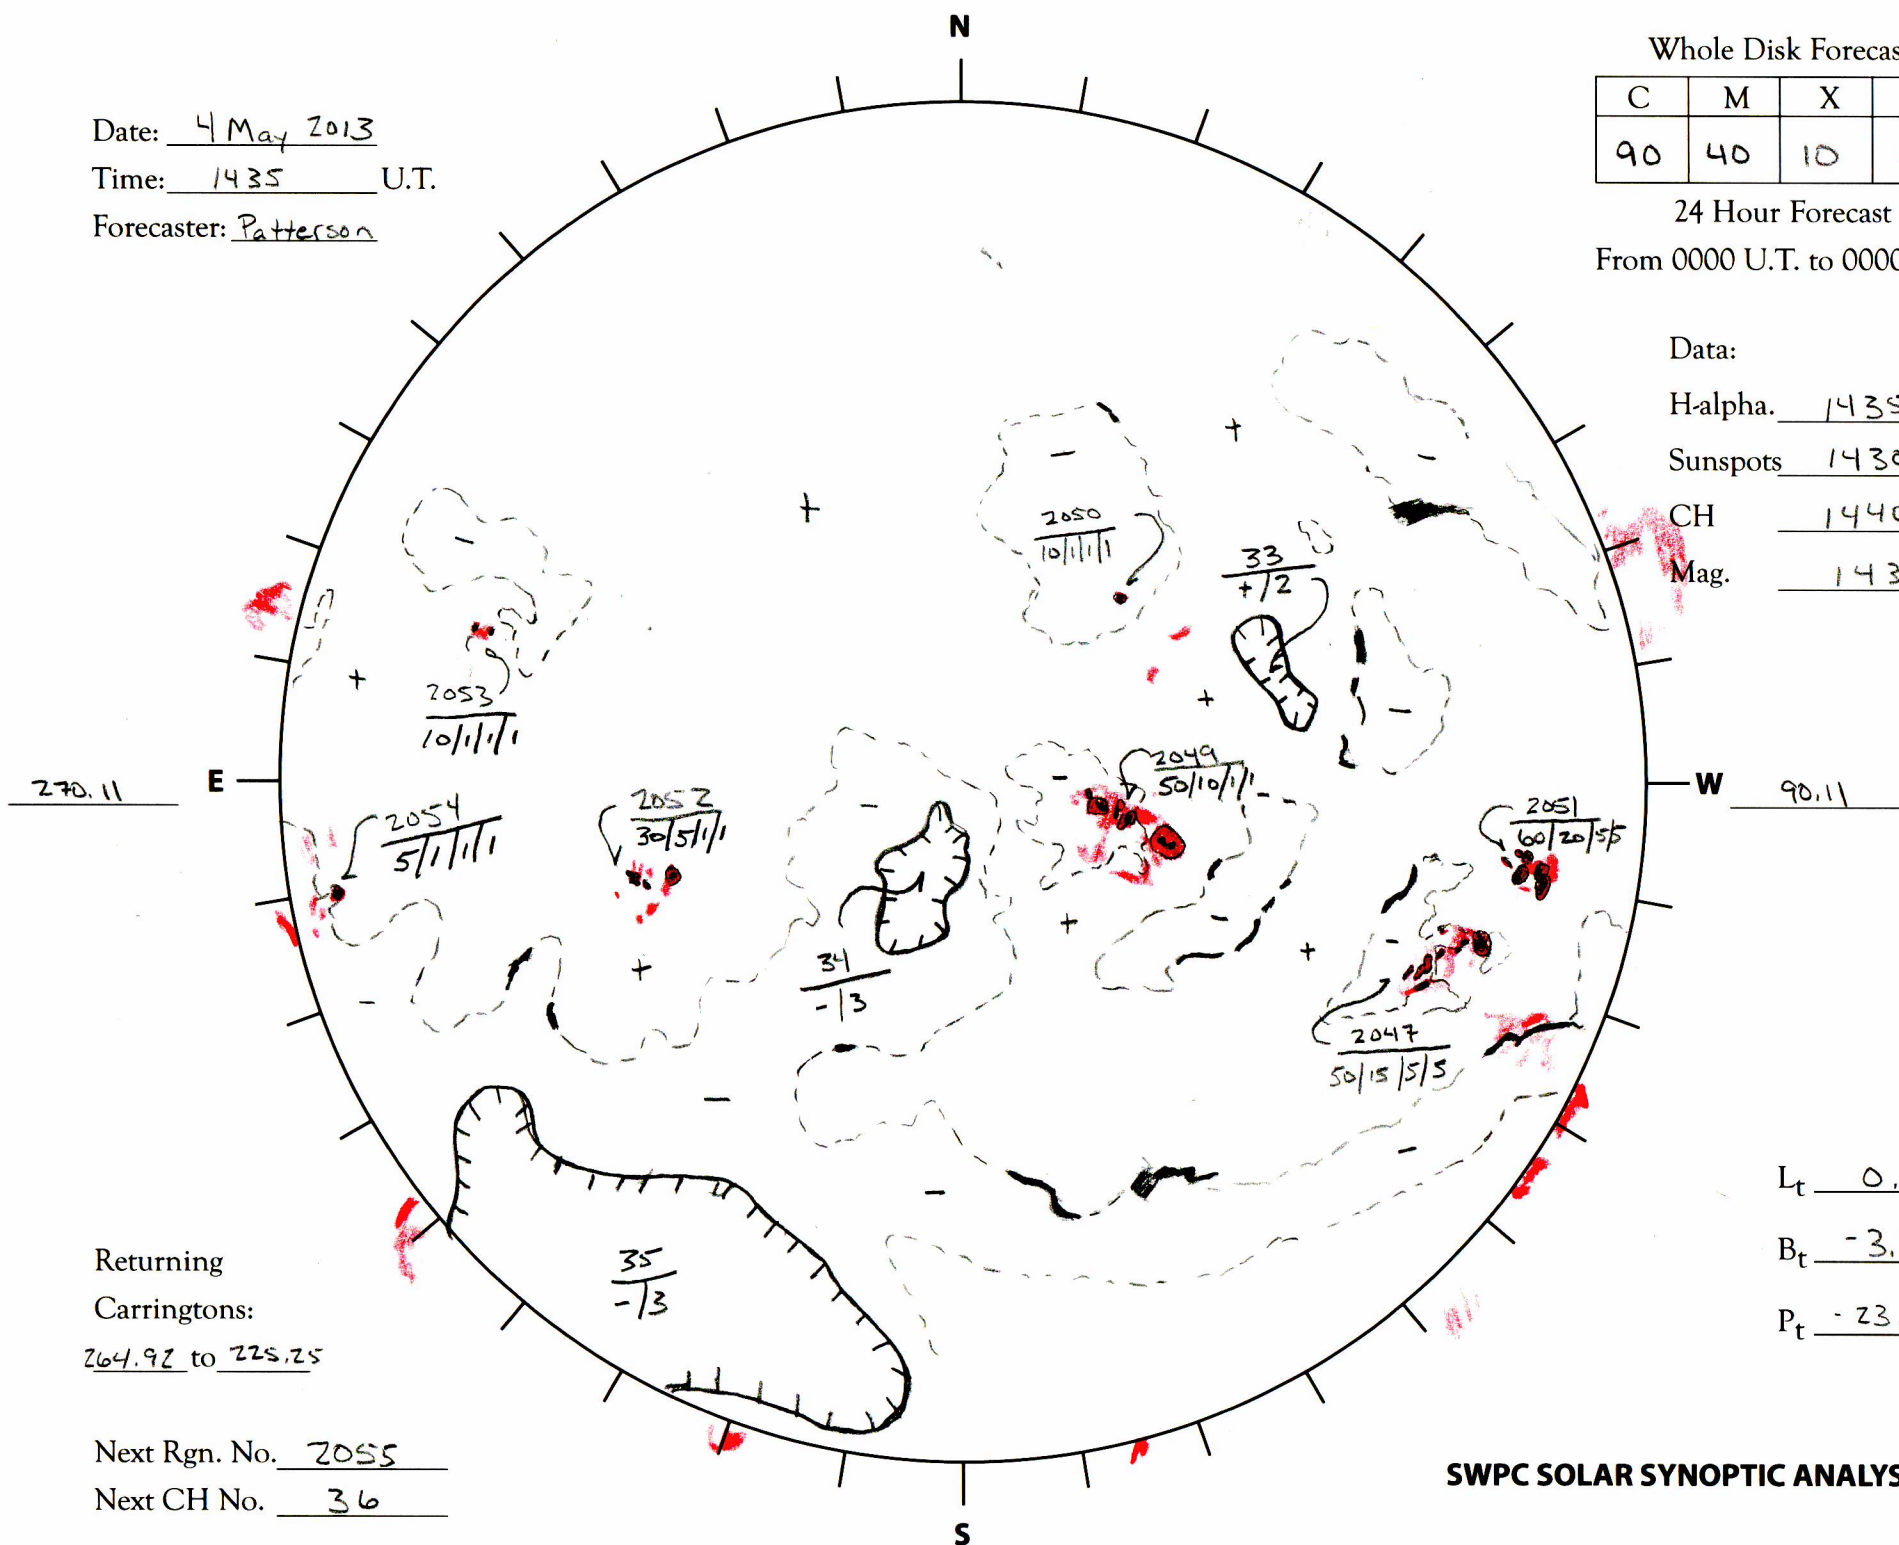 N
Whole Disk Forecas
C M X
90 40 10
24 Hour Forecast
From 0000 U.T. to 0000
Date: 4 May 2013
Time: 1435 U.T.
Forecaster: Patterson
Data:
H-alpha. 1435
Sunspots 1430
CH 1440
Mag. 143
+
-
-
+
-
2050
10/1/1/1
33
+/2
+
2053
10/1/1/1
+
-
270.11
E
W
90.11
2054
5/1/1/1
2052
30/5/1/1
-
-
2049
50/10/1/1
2051
60/20/5/5
-
+
+
-
-
+
34
-/3
2047
50/15/5/5
-
-
-
35
-/3
Returning
Carringtons:
264.92 to 225.25
Lt 0.
Bt -3.
Pt -23
Next Rgn. No. 2055
Next CH No. 36
SWPC SOLAR SYNOPTIC ANALYS
S